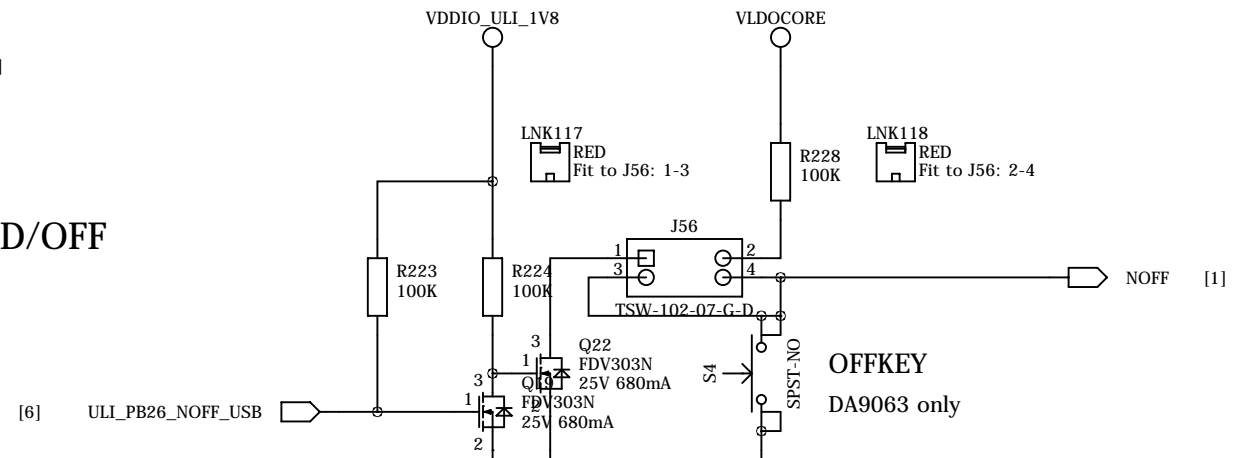 VDDIO_ULI_1V8
VLDOCORE
]
LNK117
RED
Fit to J56: 1-3
R228
100K
LNK118
RED
Fit to J56: 2-4
D/OFF
J56
1
2
3
4
R223
100K
R224
100K
NOFF [1]
TSW-102-07-G-D
3
Q22
1
FDV303N
25V 680mA
2
S4
SPST-NO
OFFKEY
DA9063 only
3
Q19
1
FDV303N
25V 680mA
2
[6] ULI_PB26_NOFF_USB